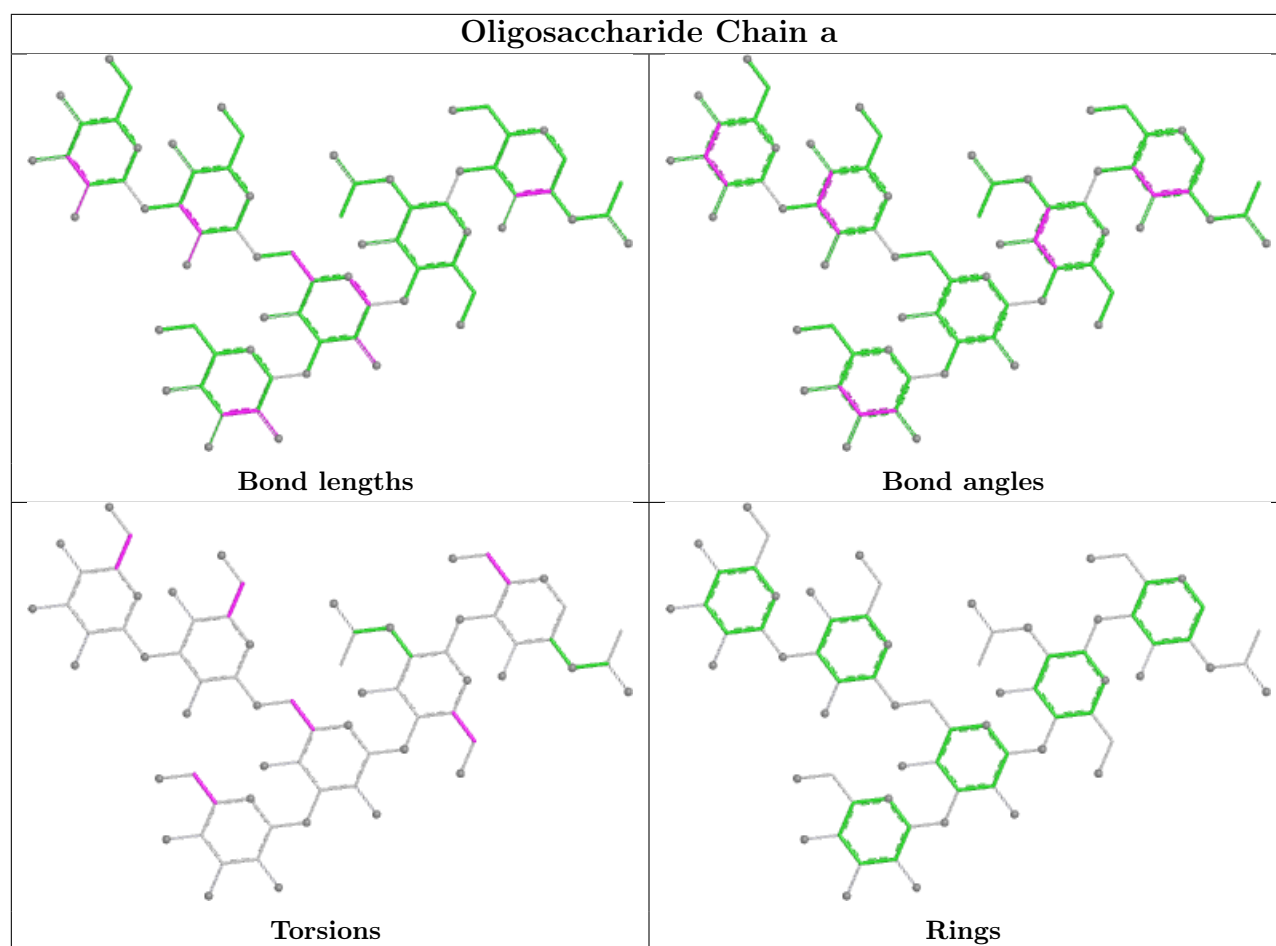 Oligosaccharide Chain a
Bond lengths
Bond angles
Torsions
Rings